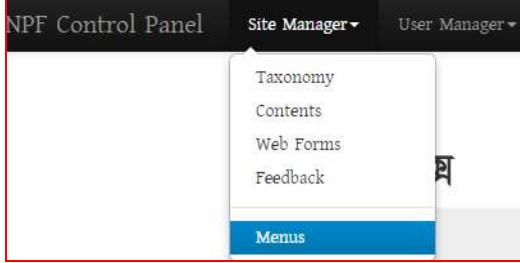 NPF Control Panel Site Manager User Manager
Taxonomy
Contents
Web Forms
Feedback
Menus